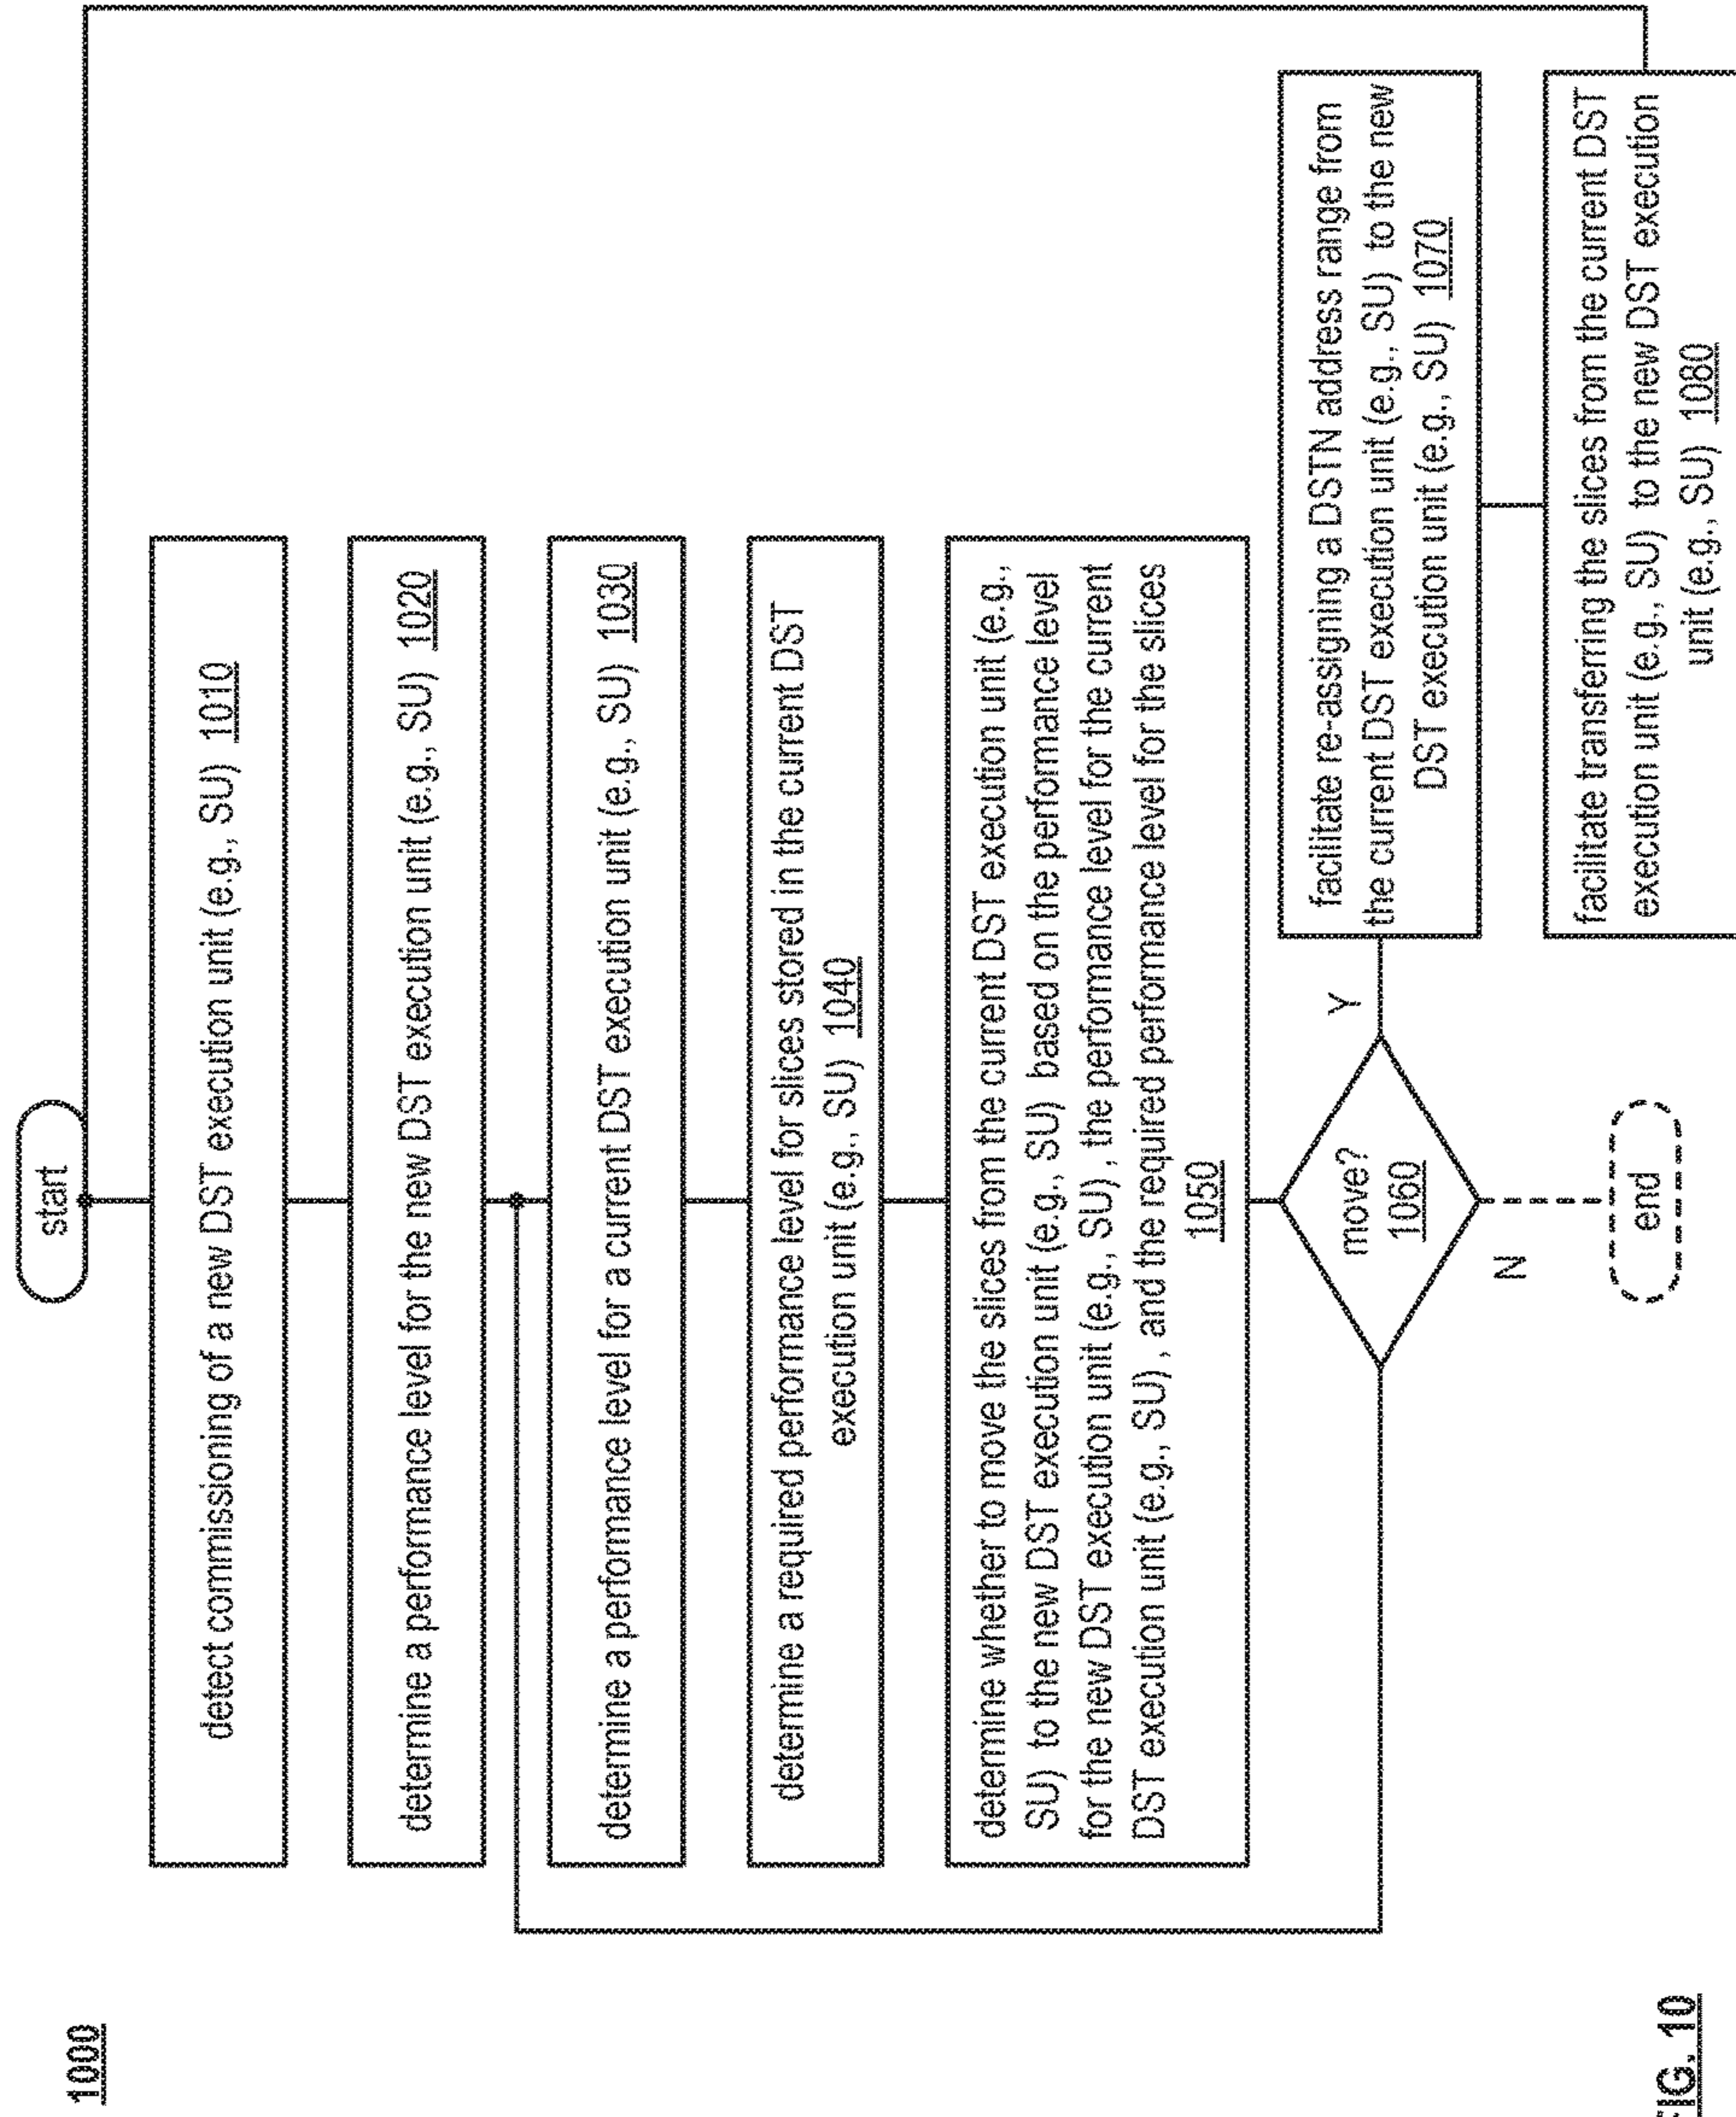 1000
start
detect commissioning of a new DST execution unit (e.g., SU) 1010
determine a performance level for the new DST execution unit (e.g., SU) 1020
determine a performance level for a current DST execution unit (e.g., SU) 1030
determine a required performance level for slices stored in the current DST
execution unit (e.g., SU) 1040
determine whether to move the slices from the current DST execution unit (e.g.,
SU) to the new DST execution unit (e.g., SU) based on the performance level
for the new DST execution unit (e.g., SU), the performance level for the current
DST execution unit (e.g., SU), and the required performance level for the slices
1050
move?
1060
Y
N
facilitate re-assigning a DSTN address range from
the current DST execution unit (e.g., SU) to the new
DST execution unit (e.g., SU) 1070
facilitate transferring the slices from the current DST
execution unit (e.g., SU) to the new DST execution
unit (e.g., SU) 1080
end
FIG. 10